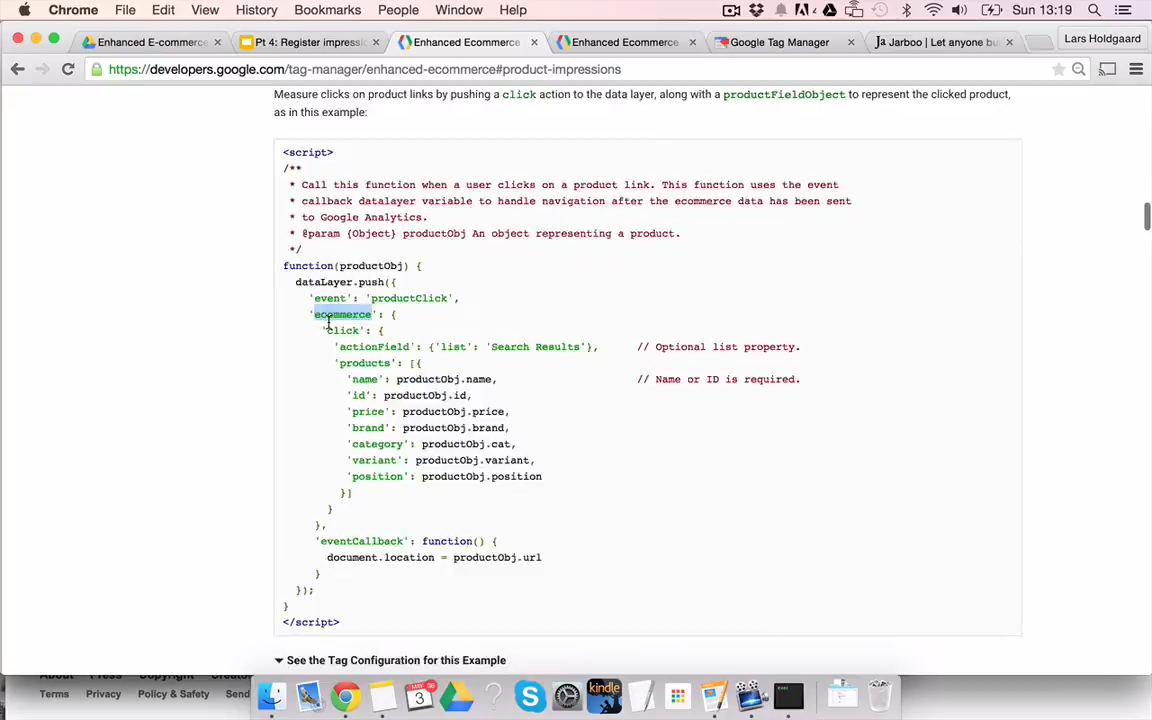 Chrome File Edit View History Bookmarks People Window Help Sun 13:19
Enhanced E-commerce Pt 4: Register impressi Enhanced Ecommerce Enhanced Ecommerce Google Tag Manager Ja Jarboo | Let anyone bu Lars Holdgaard
https://developers.google.com/tag-manager/enhanced-ecommerce#product-impressions
Measure clicks on product links by pushing a click action to the data layer, along with a productFieldObject to represent the clicked product,
as in this example:
<script>
/**
* Call this function when a user clicks on a product link. This function uses the event
* callback datalayer variable to handle navigation after the ecommerce data has been sent
* to Google Analytics.
* @param {Object} productObj An object representing a product.
*/
function(productObj) {
dataLayer.push({
'event': 'productClick',
'ecommerce': {
'click': {
'actionField': {'list': 'Search Results'}, // Optional list property.
'products': [{
'name': productObj.name, // Name or ID is required.
'id': productObj.id,
'price': productObj.price,
'brand': productObj.brand,
'category': productObj.cat,
'variant': productObj.variant,
'position': productObj.position
}]
}
},
'eventCallback': function() {
document.location = productObj.url
}
});
}
</script>
See the Tag Configuration for this Example
Terms Privacy Policy & Safety Send
kindle